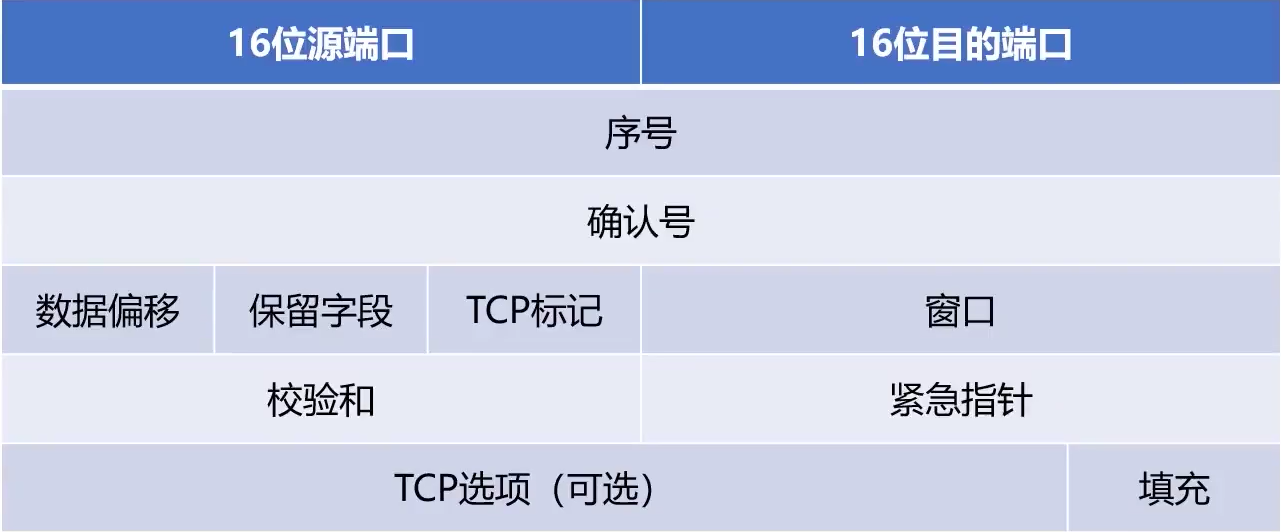 16位源端口 16位目的端口
序号
确认号
数据偏移 保留字段 TCP标记 窗口
校验和 紧急指针
TCP选项（可选） 填充